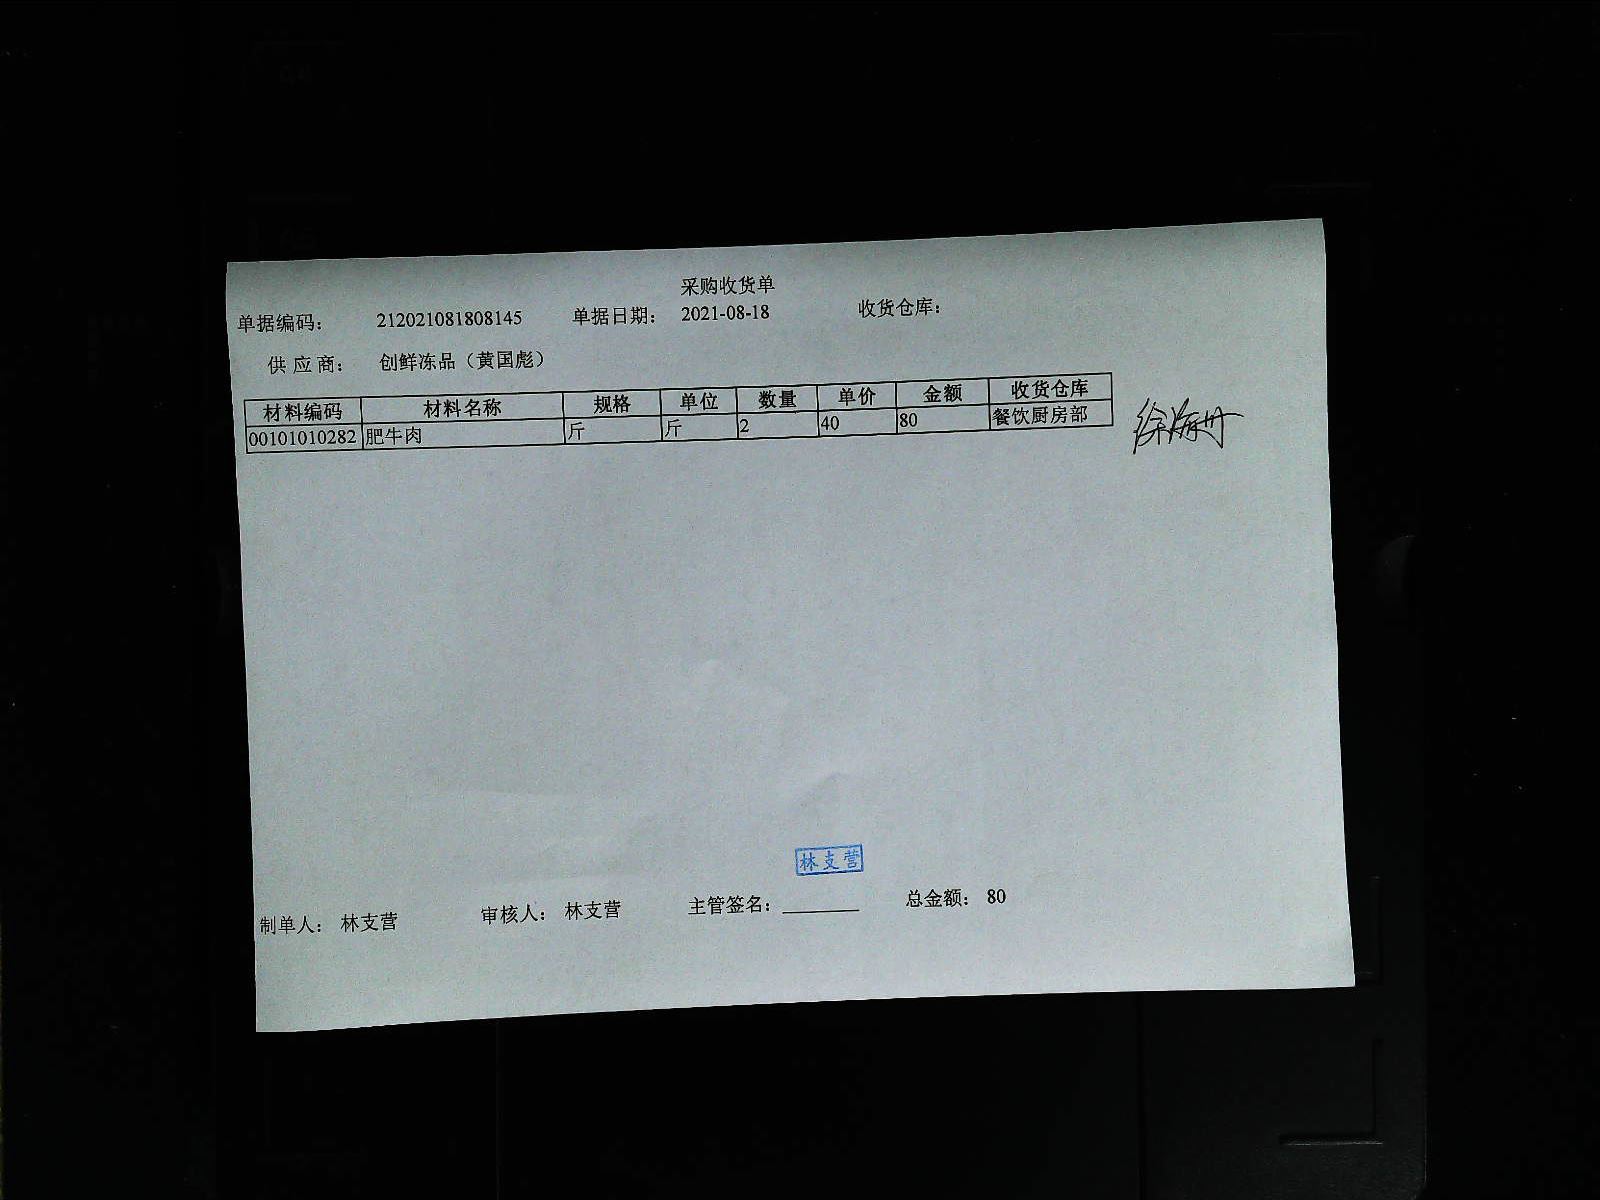 采购收货单
单据编码： 212021081808145 单据日期： 2021-08-18 收货仓库：
供应商： 创鲜冻品（黄国彪）
材料编码 材料名称 规格 单位 数量 单价 金额 收货仓库
00101010282 肥牛肉 斤 斤 2 40 80 餐饮厨房部
林支营
制单人： 林支营 审核人： 林支营 主管签名：________ 总金额： 80